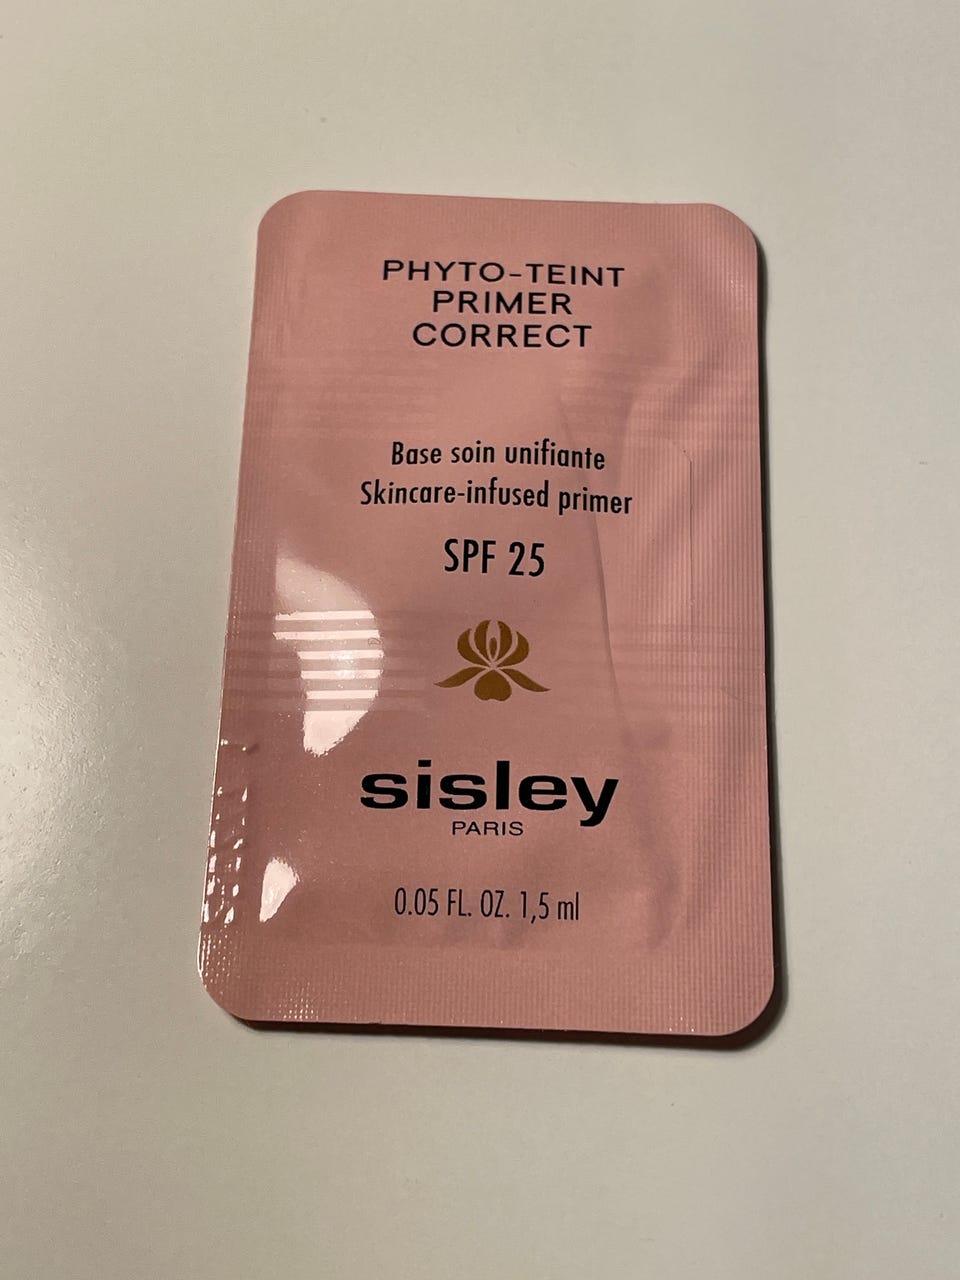 PHYTO-TEINT
PRIMER
CORRECT
Base soin unifiante
Skincare-infused primer
SPF 25
sisley
PARIS
0.05 FL. OZ. 1,5 ml